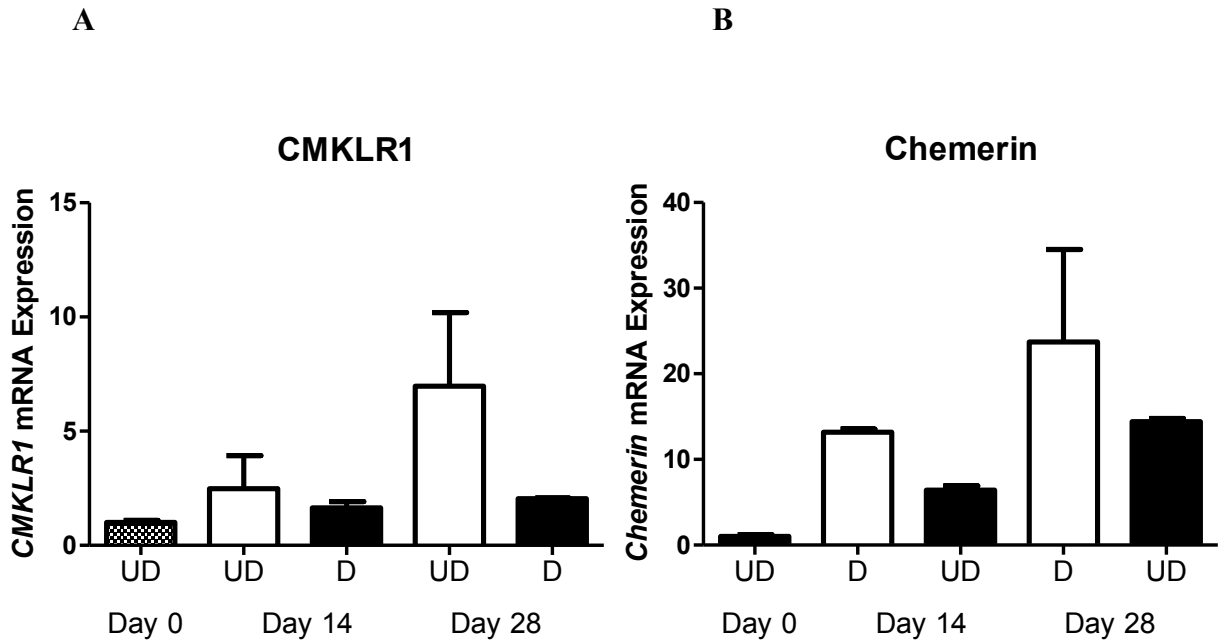 A
CMKLR1
CMKLR1 mRNA Expression
15
10
5
0
UD UD D UD D
Day 0 Day 14 Day 28
B
Chemerin
Chemerin mRNA Expression
40
30
20
10
0
UD D UD D UD
Day 0 Day 14 Day 28